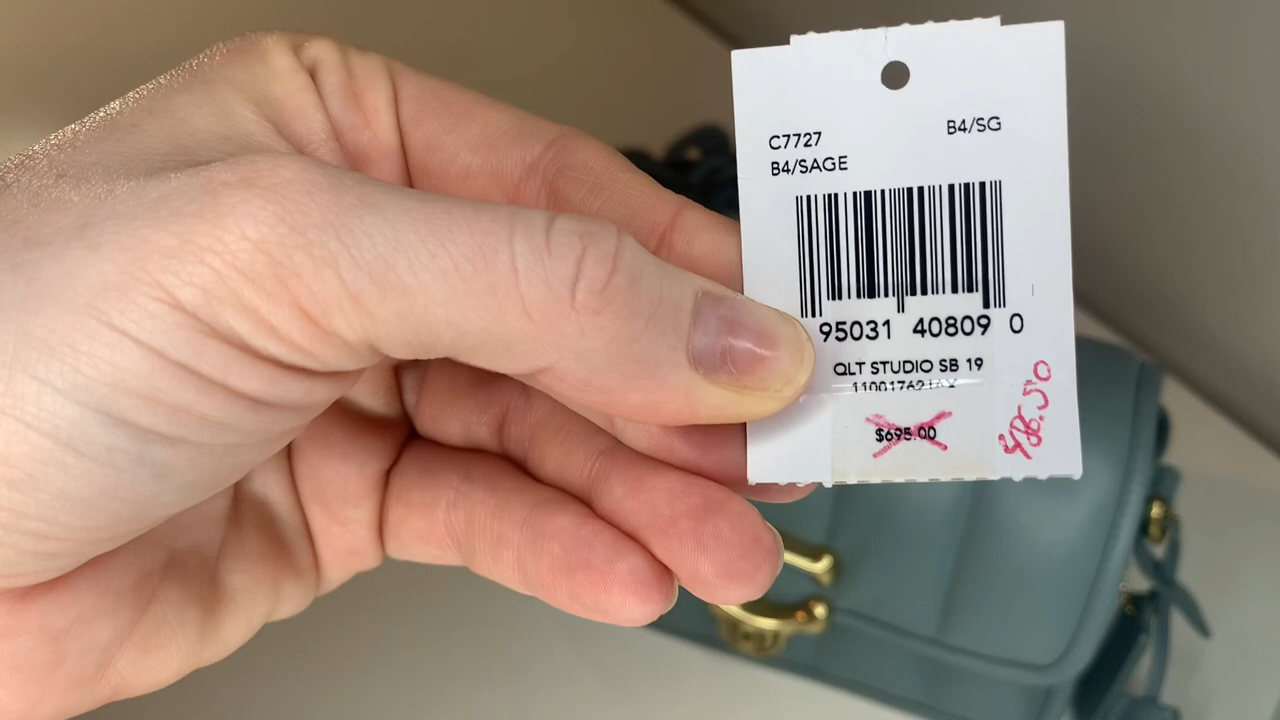 C7727 B4/SG
B4/SAGE
95031 40809 0
QLT STUDIO SB 19
$695.00
486.50